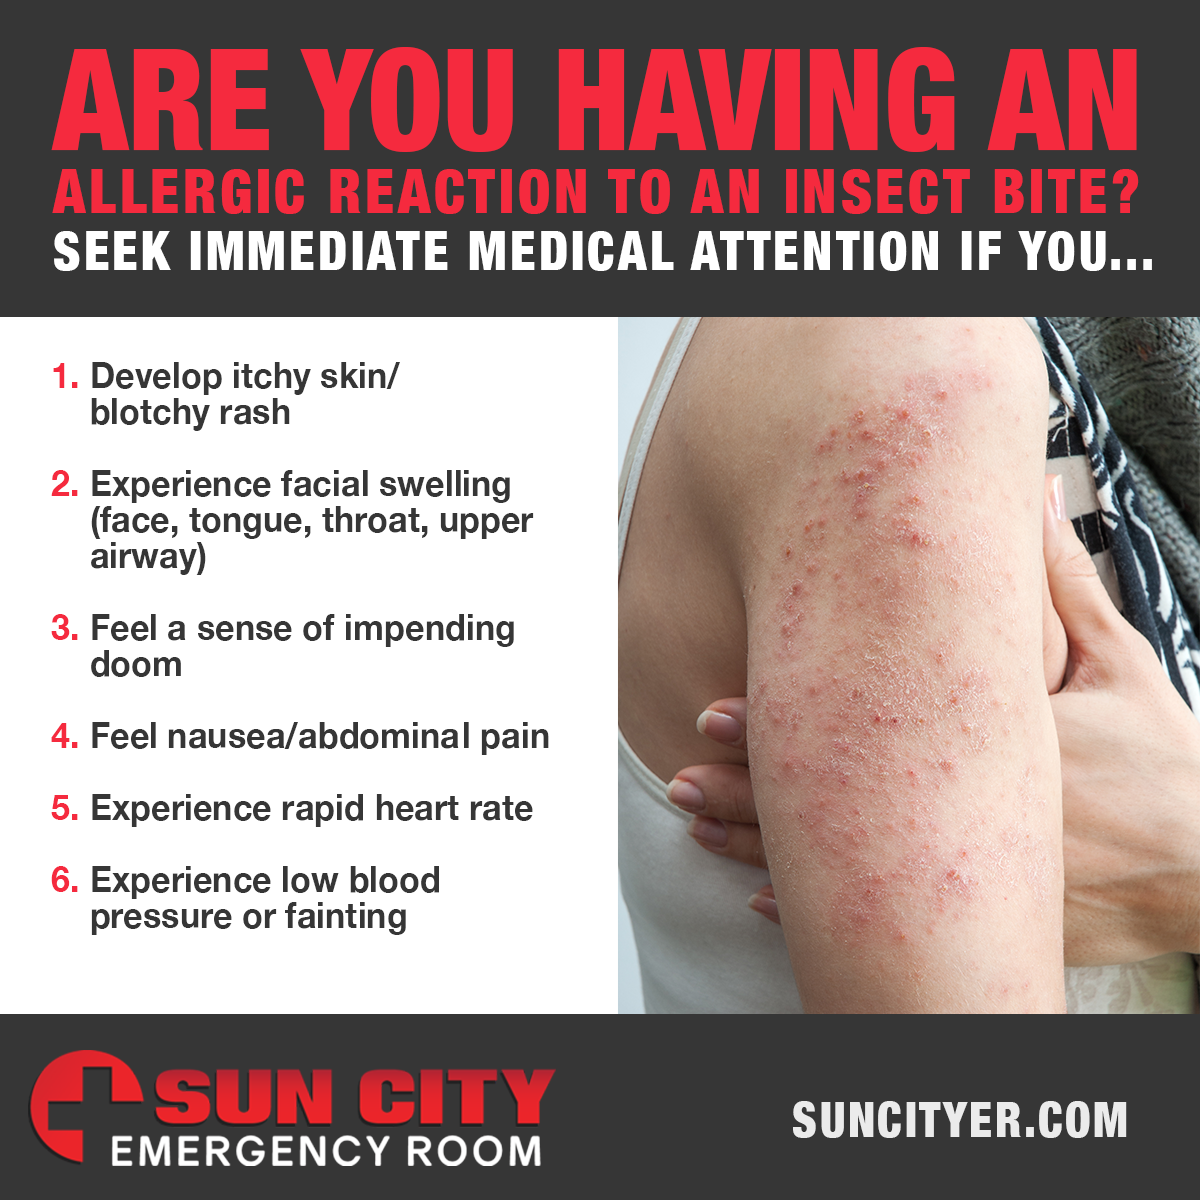 ARE YOU HAVING AN
ALLERGIC REACTION TO AN INSECT BITE?
SEEK IMMEDIATE MEDICAL ATTENTION IF YOU...
1. Develop itchy skin/
blotchy rash
2. Experience facial swelling
(face, tongue, throat, upper
airway)
3. Feel a sense of impending
doom
4. Feel nausea/abdominal pain
5. Experience rapid heart rate
6. Experience low blood
pressure or fainting
SUN CITY
EMERGENCY ROOM
SUNCITYER.COM